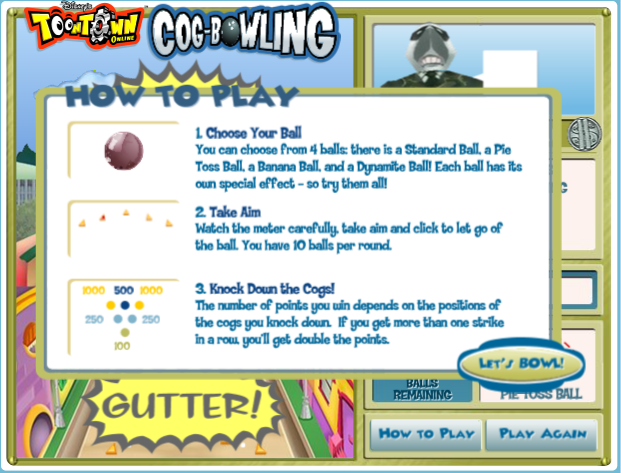 Disney's
TOONTOWN
ONLINE
COG-BOWLING
HOW TO PLAY
1. Choose Your Ball
You can choose from 4 balls: there is a Standard Ball, a Pie
Toss Ball, a Banana Ball, and a Dynamite Ball! Each ball has its
own special effect - so try them all!
2. Take Aim
Watch the meter carefully, take aim and click to let go of
the ball. You have 10 balls per round.
1000 500 1000
250 250
100
3. Knock Down the Cogs!
The number of points you win depends on the positions of
the cogs you knock down. If you get more than one strike
in a row, you'll get double the points.
LET'S BOWL!
GUTTER!
BALLS
REMAINING
PIE TOSS BALL
HOW TO PLAY
PLAY AGAIN